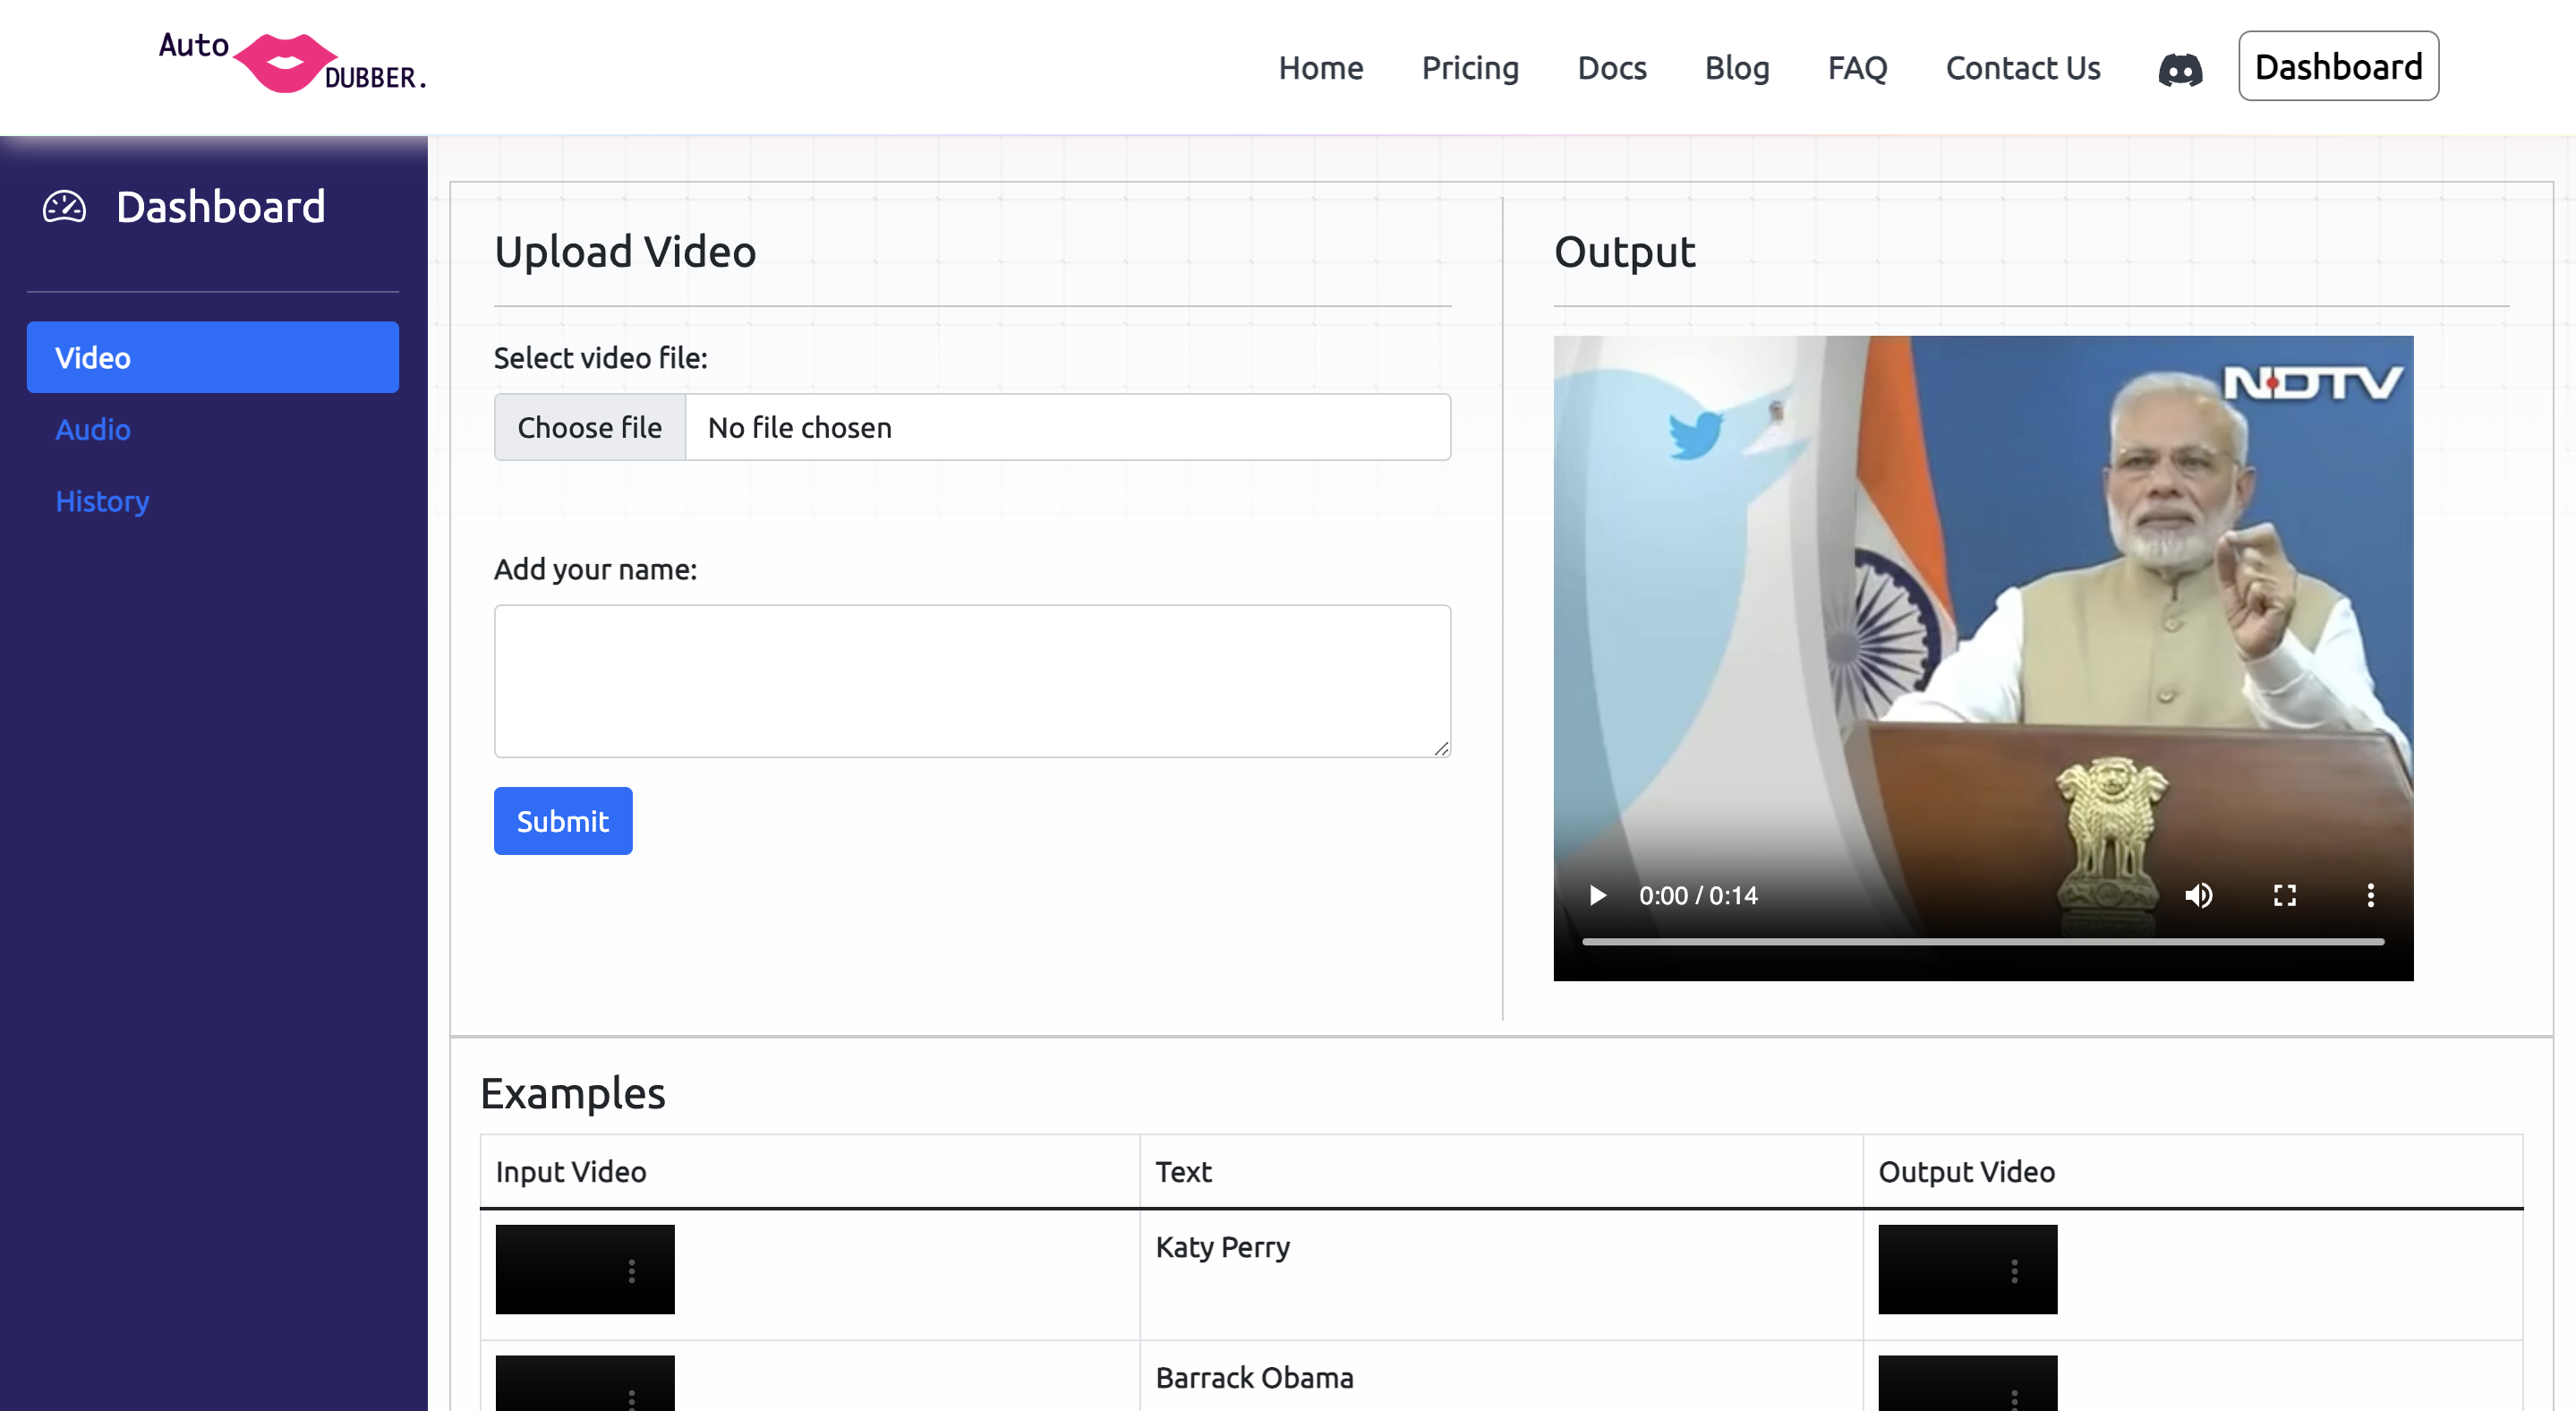 Auto
DUBBER.
Home Pricing Docs Blog FAQ Contact Us Dashboard
Dashboard
Video
Audio
History
Upload Video
Select video file:
Choose file No file chosen
Add your name:
Submit
Output
NDTV
0:00 / 0:14
Examples
Input Video Text Output Video
Katy Perry
Barrack Obama